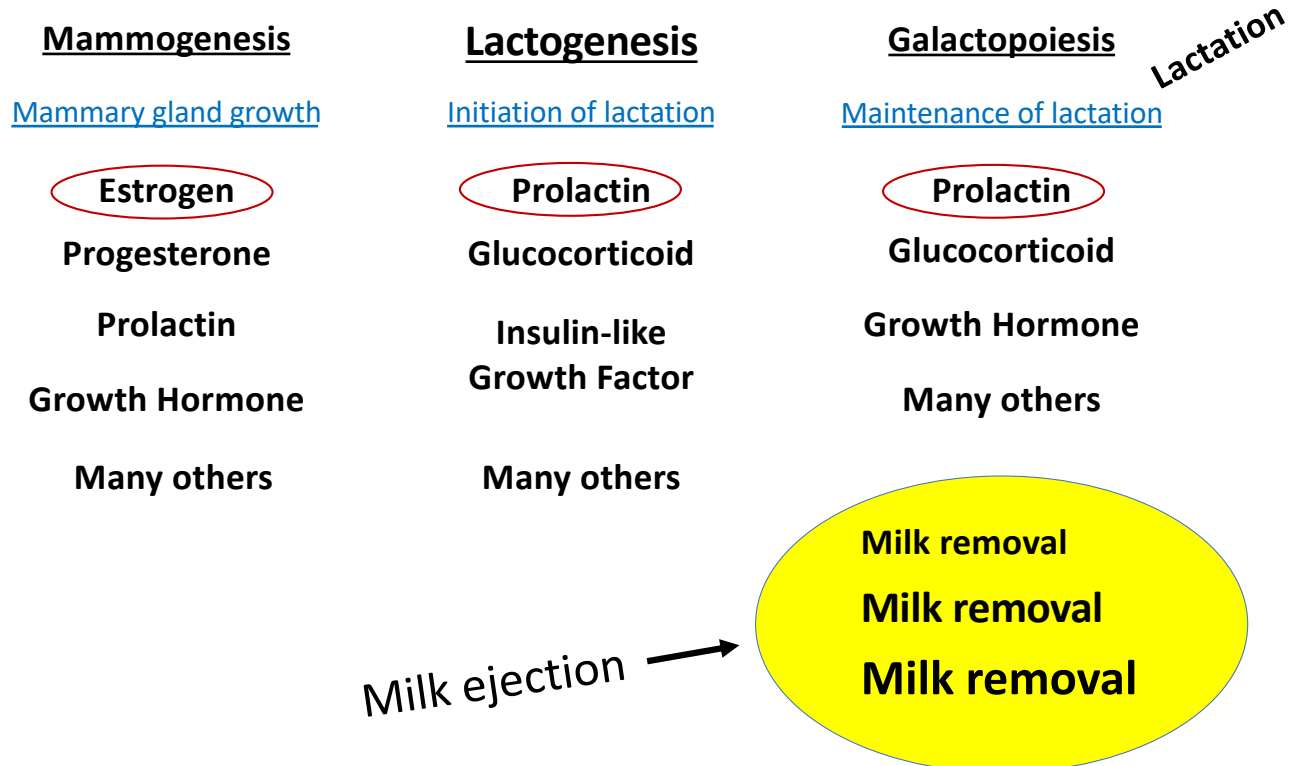 Mammogenesis
Mammary gland growth
Estrogen
Progesterone
Prolactin
Growth Hormone
Many others
Lactogenesis
Initiation of lactation
Prolactin
Glucocorticoid
Insulin-like
Growth Factor
Many others
Galactopoiesis
Maintenance of lactation
Prolactin
Glucocorticoid
Growth Hormone
Many others
Lactation
Milk ejection
Milk removal
Milk removal
Milk removal